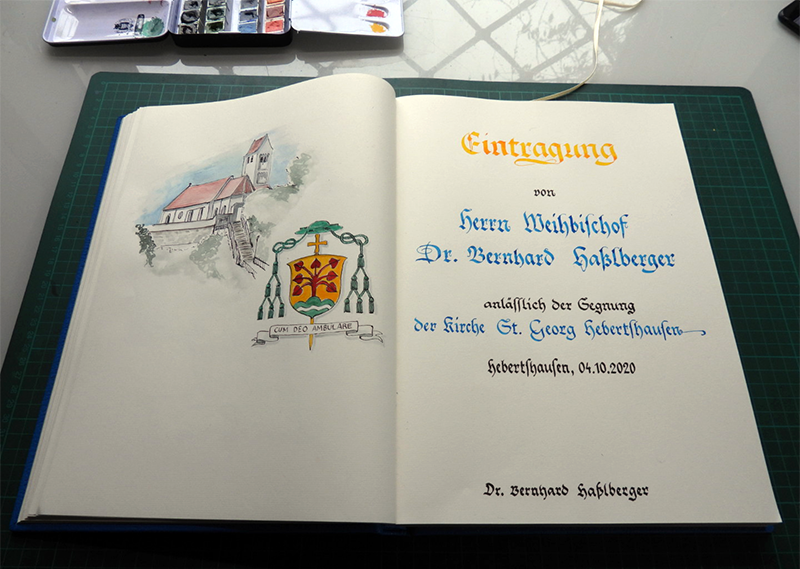 CUM DEO AMBULARE
Eintragung
von
Herrn Weihbischof
Dr. Bernhard Haßlberger
anlässlich der Segnung
der Kirche St. Georg Hebertshausen
Hebertshausen, 04.10.2020
Dr. Bernhard Haßlberger